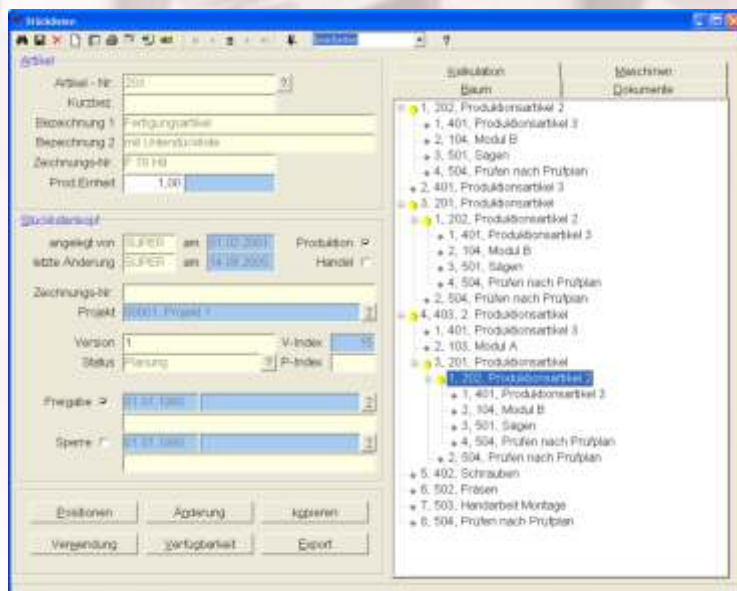 Stücklisten
bearbeiten
?
Artikel
Artikel - Nr.
?
Kurzbez.
Bezeichnung 1 Fertigungsartikel
Bezeichnung 2 mit Unterstückliste
Zeichnungs-Nr.
Prod.Einheit 1,00
Stücklistenkopf
angelegt von SUPER am Produktion
letzte Änderung SUPER am Handel
Zeichnungs-Nr.
Projekt 00001, Projekt 1 ?
Version 1 V-Index 15
Status Planung ? P-Index
Freigabe ?
Sperre ?
Positionen Änderung kopieren
Verwendung Verfügbarkeit Export
Kalkulation Maschinen
Baum Dokumente
1, 202, Produktionsartikel 2
1, 401, Produktionsartikel 3
2, 104, Modul B
3, 501, Sägen
4, 504, Prüfen nach Prüfplan
2, 401, Produktionsartikel 3
3, 201, Produktionsartikel
1, 202, Produktionsartikel 2
1, 401, Produktionsartikel 3
2, 104, Modul B
3, 501, Sägen
4, 504, Prüfen nach Prüfplan
2, 504, Prüfen nach Prüfplan
4, 403, 2. Produktionsartikel
1, 401, Produktionsartikel 3
2, 103, Modul A
3, 201, Produktionsartikel
1, 202, Produktionsartikel 2
1, 401, Produktionsartikel 3
2, 104, Modul B
3, 501, Sägen
4, 504, Prüfen nach Prüfplan
2, 504, Prüfen nach Prüfplan
5, 402, Schrauben
6, 502, Fräsen
7, 503, Handarbeit Montage
8, 504, Prüfen nach Prüfplan